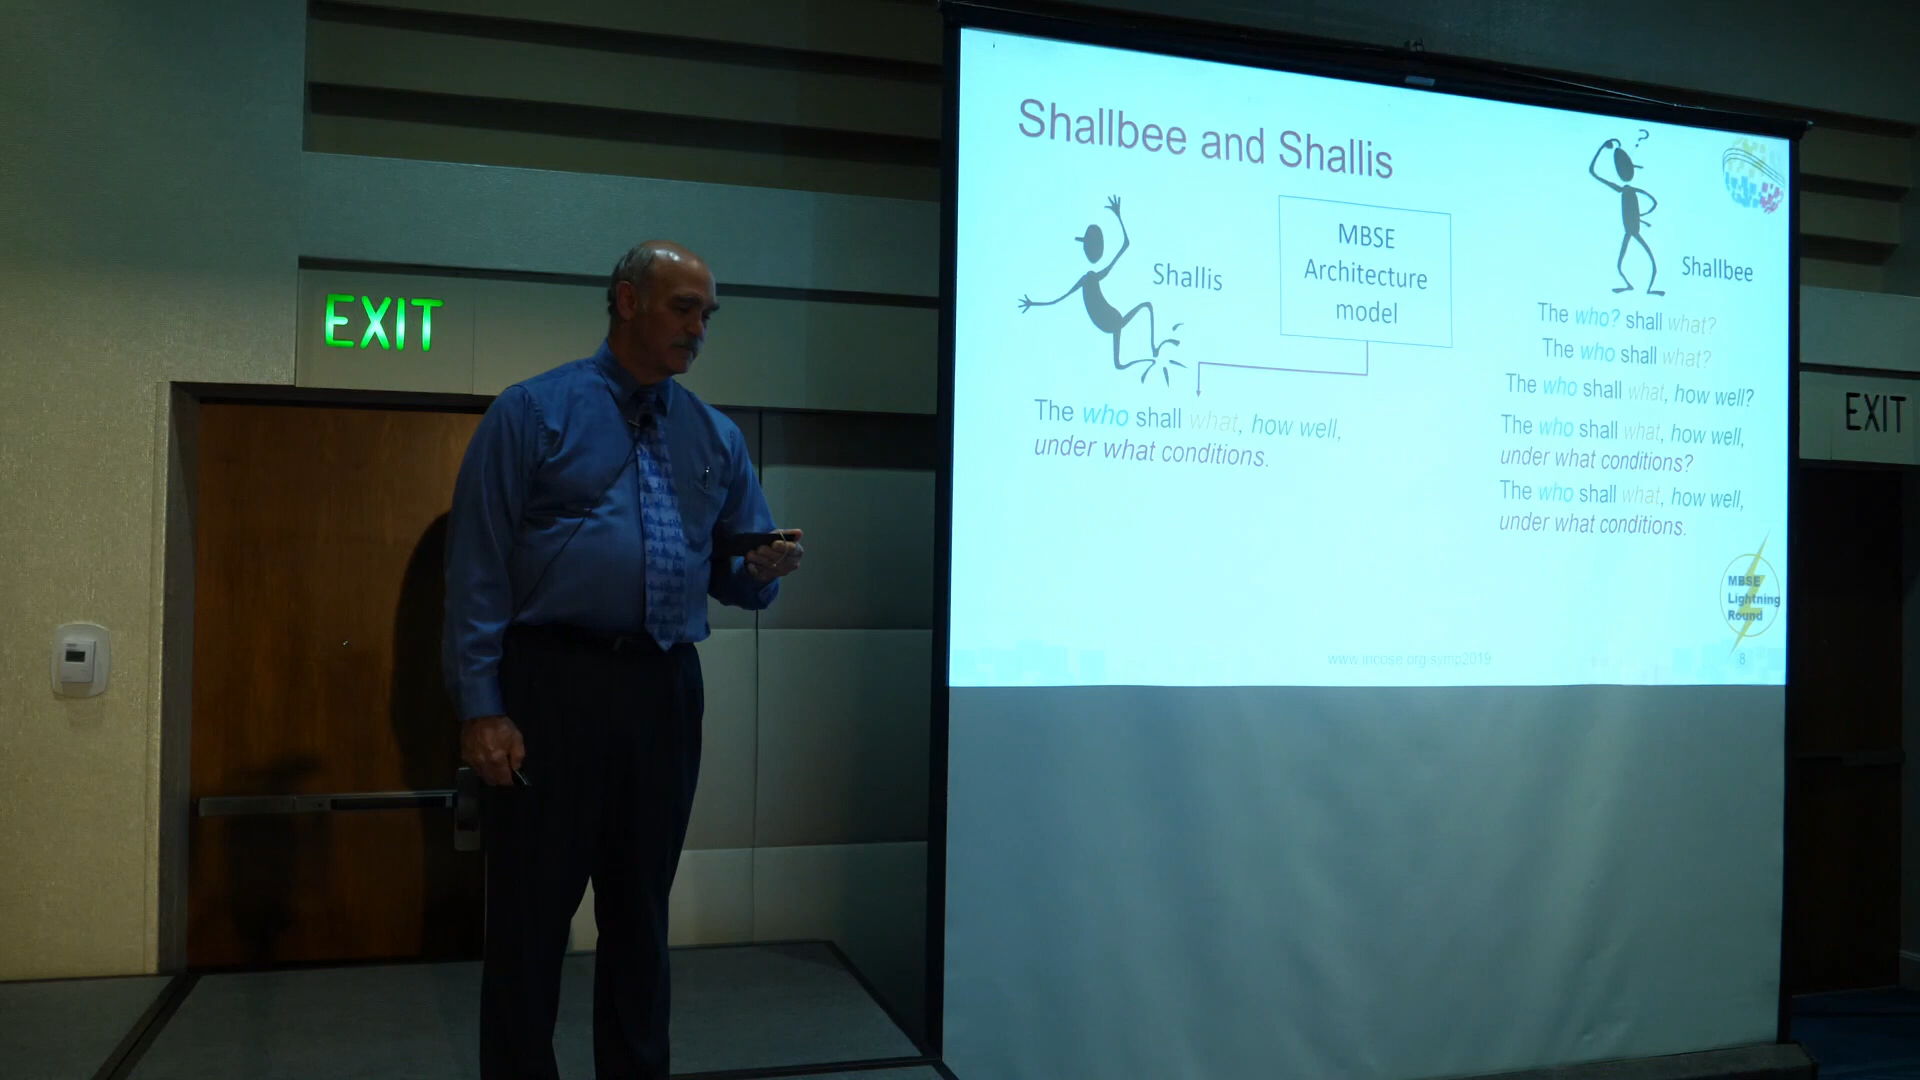 EXIT
Shallbee and Shallis
Shallis
MBSE
Architecture
model
The who shall what, how well,
under what conditions.
?
Shallbee
The who? shall what?
The who shall what?
The who shall what, how well?
The who shall what, how well,
under what conditions?
The who shall what, how well,
under what conditions.
MBSE
Lightning
Round
www.incose.org/symp2019
8
EXIT